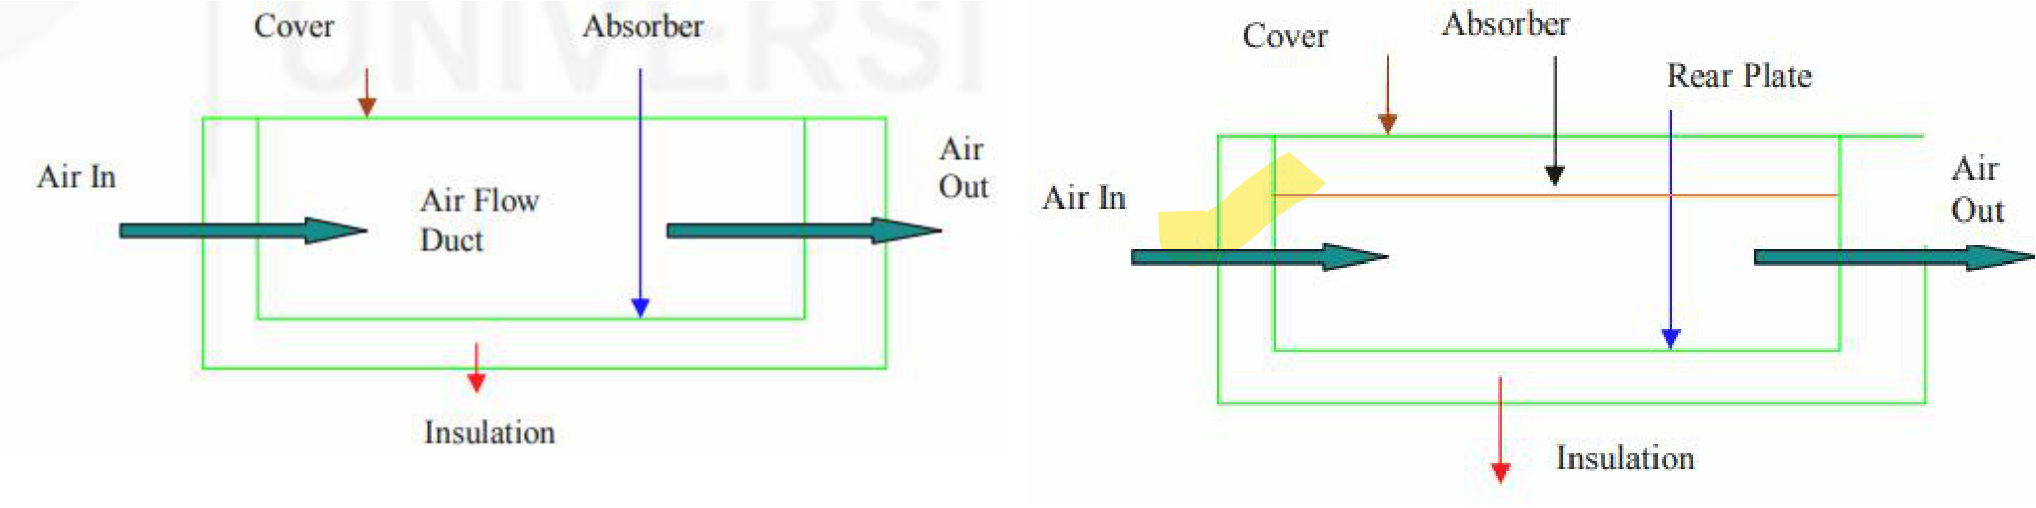 UNIVERSI
Cover
Absorber
Air In
Air Flow
Duct
Air
Out
Insulation
Cover
Absorber
Rear Plate
Air In
Air
Out
Insulation